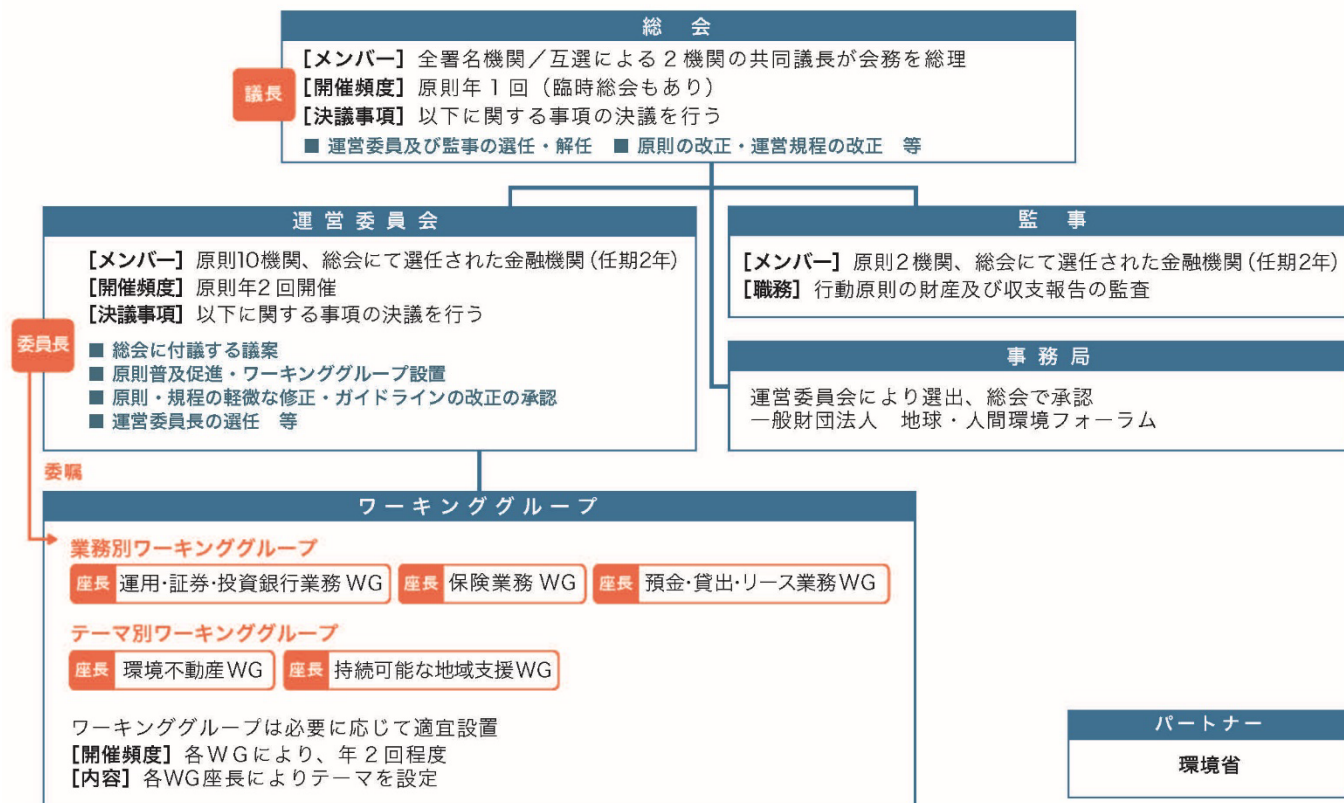 総会
議長
[メンバー] 全署名機関／互選による2機関の共同議長が会務を総理
[開催頻度] 原則年1回（臨時総会もあり）
[決議事項] 以下に関する事項の決議を行う
■ 運営委員及び監事の選任・解任　■ 原則の改正・運営規程の改正　等
運営委員会
委員長
[メンバー] 原則10機関、総会にて選任された金融機関(任期2年)
[開催頻度] 原則年2回開催
[決議事項] 以下に関する事項の決議を行う
■ 総会に付議する議案
■ 原則普及促進・ワーキンググループ設置
■ 原則・規程の軽微な修正・ガイドラインの改正の承認
■ 運営委員長の選任　等
監事
[メンバー] 原則2機関、総会にて選任された金融機関(任期2年)
[職務] 行動原則の財産及び収支報告の監査
事務局
運営委員会により選出、総会で承認
一般財団法人　地球・人間環境フォーラム
委嘱
ワーキンググループ
業務別ワーキンググループ
座長 運用・証券・投資銀行業務 WG 座長 保険業務 WG 座長 預金・貸出・リース業務WG
テーマ別ワーキンググループ
座長 環境不動産WG 座長 持続可能な地域支援WG
ワーキンググループは必要に応じて適宜設置
[開催頻度] 各WGにより、年2回程度
[内容] 各WG座長によりテーマを設定
パートナー
環境省